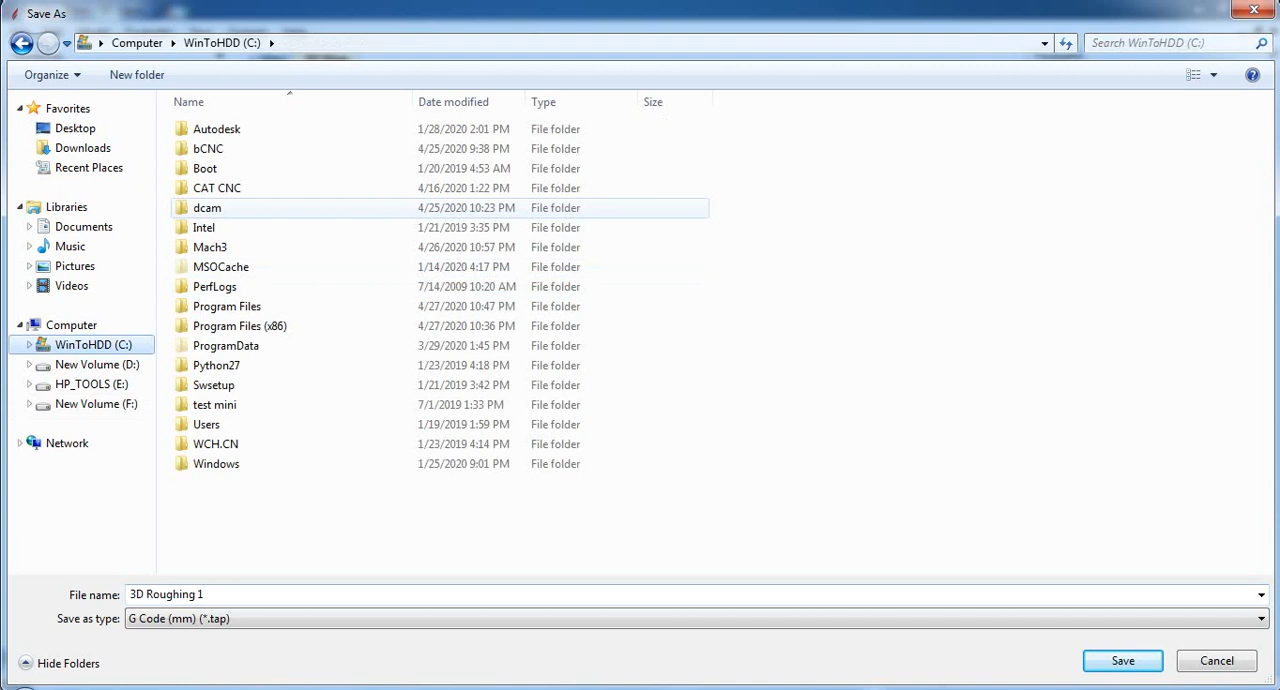 Save As
Computer ▸ WinToHDD (C:) ▸
Search WinToHDD (C:)
Organize
New folder
Favorites
Desktop
Downloads
Recent Places
Libraries
Documents
Music
Pictures
Videos
Computer
WinToHDD (C:)
New Volume (D:)
HP_TOOLS (E:)
New Volume (F:)
Network
Name Date modified Type Size
Autodesk 1/28/2020 2:01 PM File folder
bCNC 4/25/2020 9:38 PM File folder
Boot 1/20/2019 4:53 AM File folder
CAT CNC 4/16/2020 1:22 PM File folder
dcam 4/25/2020 10:23 PM File folder
Intel 1/21/2019 3:35 PM File folder
Mach3 4/26/2020 10:57 PM File folder
MSOCache 1/14/2020 4:17 PM File folder
PerfLogs 7/14/2009 10:20 AM File folder
Program Files 4/27/2020 10:47 PM File folder
Program Files (x86) 4/27/2020 10:36 PM File folder
ProgramData 3/29/2020 1:45 PM File folder
Python27 1/23/2019 4:18 PM File folder
Swsetup 1/21/2019 3:42 PM File folder
test mini 7/1/2019 1:33 PM File folder
Users 1/19/2019 1:59 PM File folder
WCH.CN 1/23/2019 4:14 PM File folder
Windows 1/25/2020 9:01 PM File folder
File name: 3D Roughing 1
Save as type: G Code (mm) (*.tap)
Hide Folders
Save
Cancel